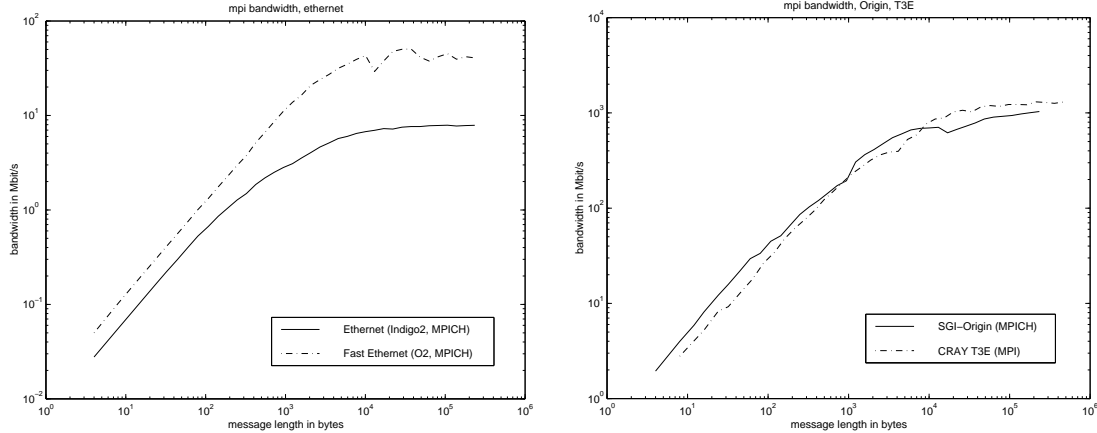 mpi bandwidth, ethernet
10^2
10^1
10^0
10^-1
10^-2
bandwidth in Mbit/s
Ethernet (Indigo2, MPICH)
Fast Ethernet (O2, MPICH)
10^0 10^1 10^2 10^3 10^4 10^5 10^6
message length in bytes
mpi bandwidth, Origin, T3E
10^4
10^3
10^2
10^1
10^0
bandwidth in Mbit/s
SGI–Origin (MPICH)
CRAY T3E (MPI)
10^0 10^1 10^2 10^3 10^4 10^5 10^6
message length in bytes